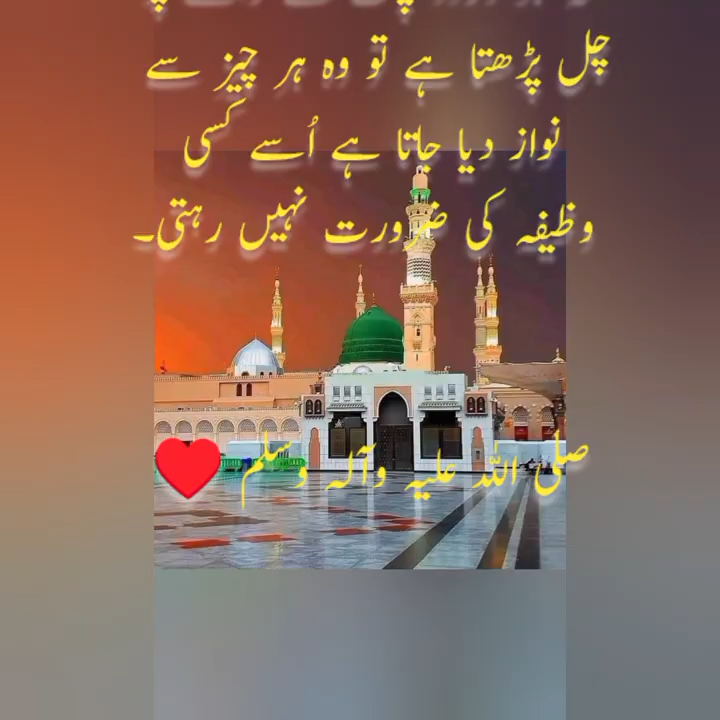 چل پڑھتا ہے تو وہ ہر چیز سے
نواز دیا جاتا ہے اُسے کسی
وظیفہ کی ضرورت نہیں رہتی۔
صلی اللہ علیہ وآلہ وسلم ❤️